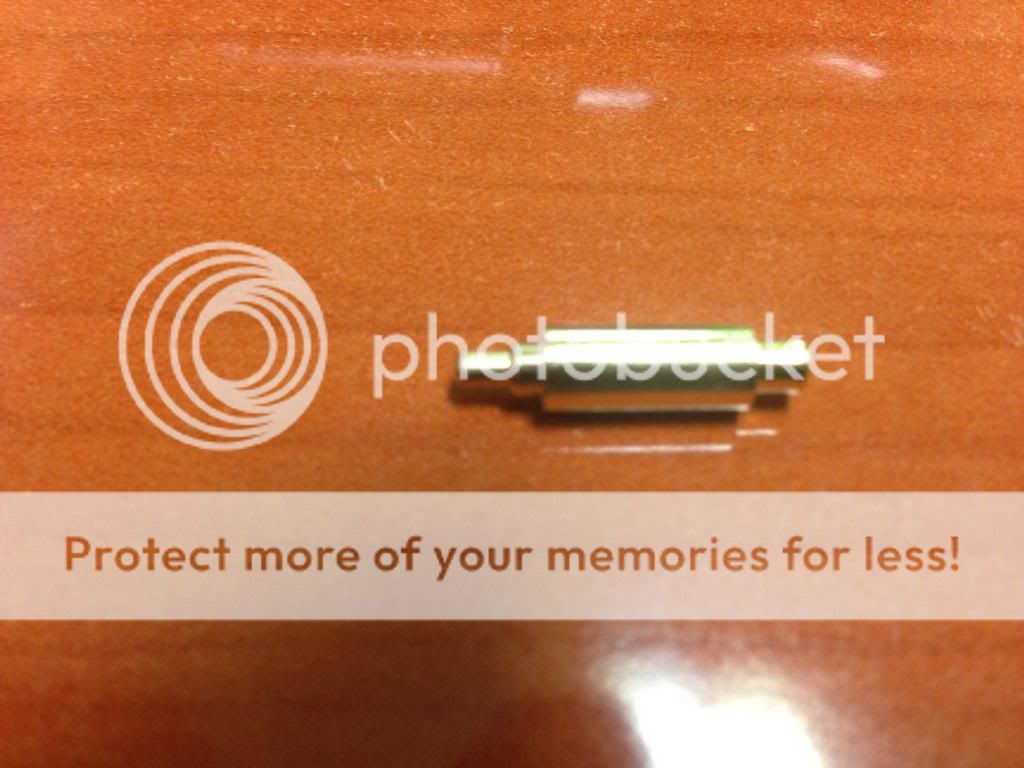 photobucket
Protect more of your memories for less!